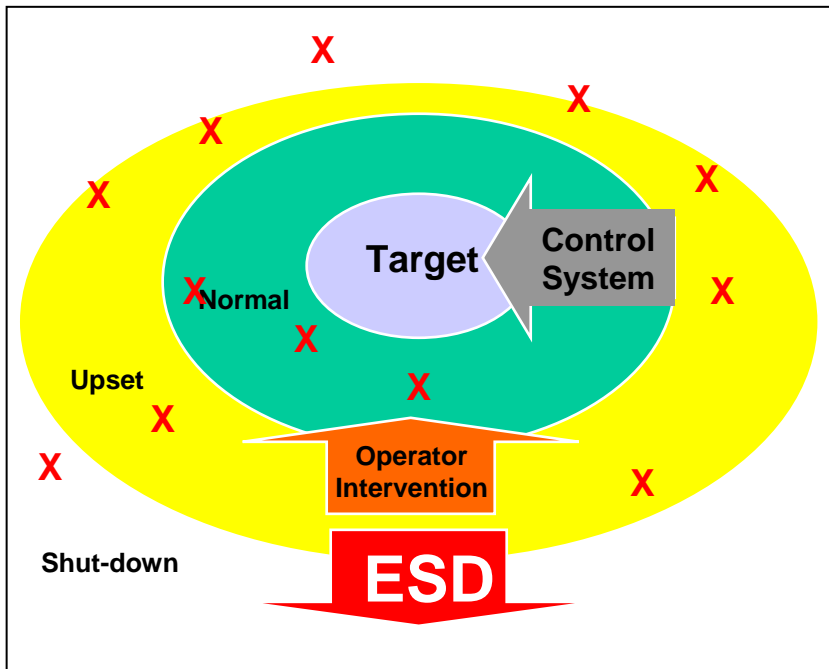 X
X
X
X
X
Target
Control
System
X
Normal
X
X
Upset
X
X
Operator
Intervention
X
X
Shut-down
ESD